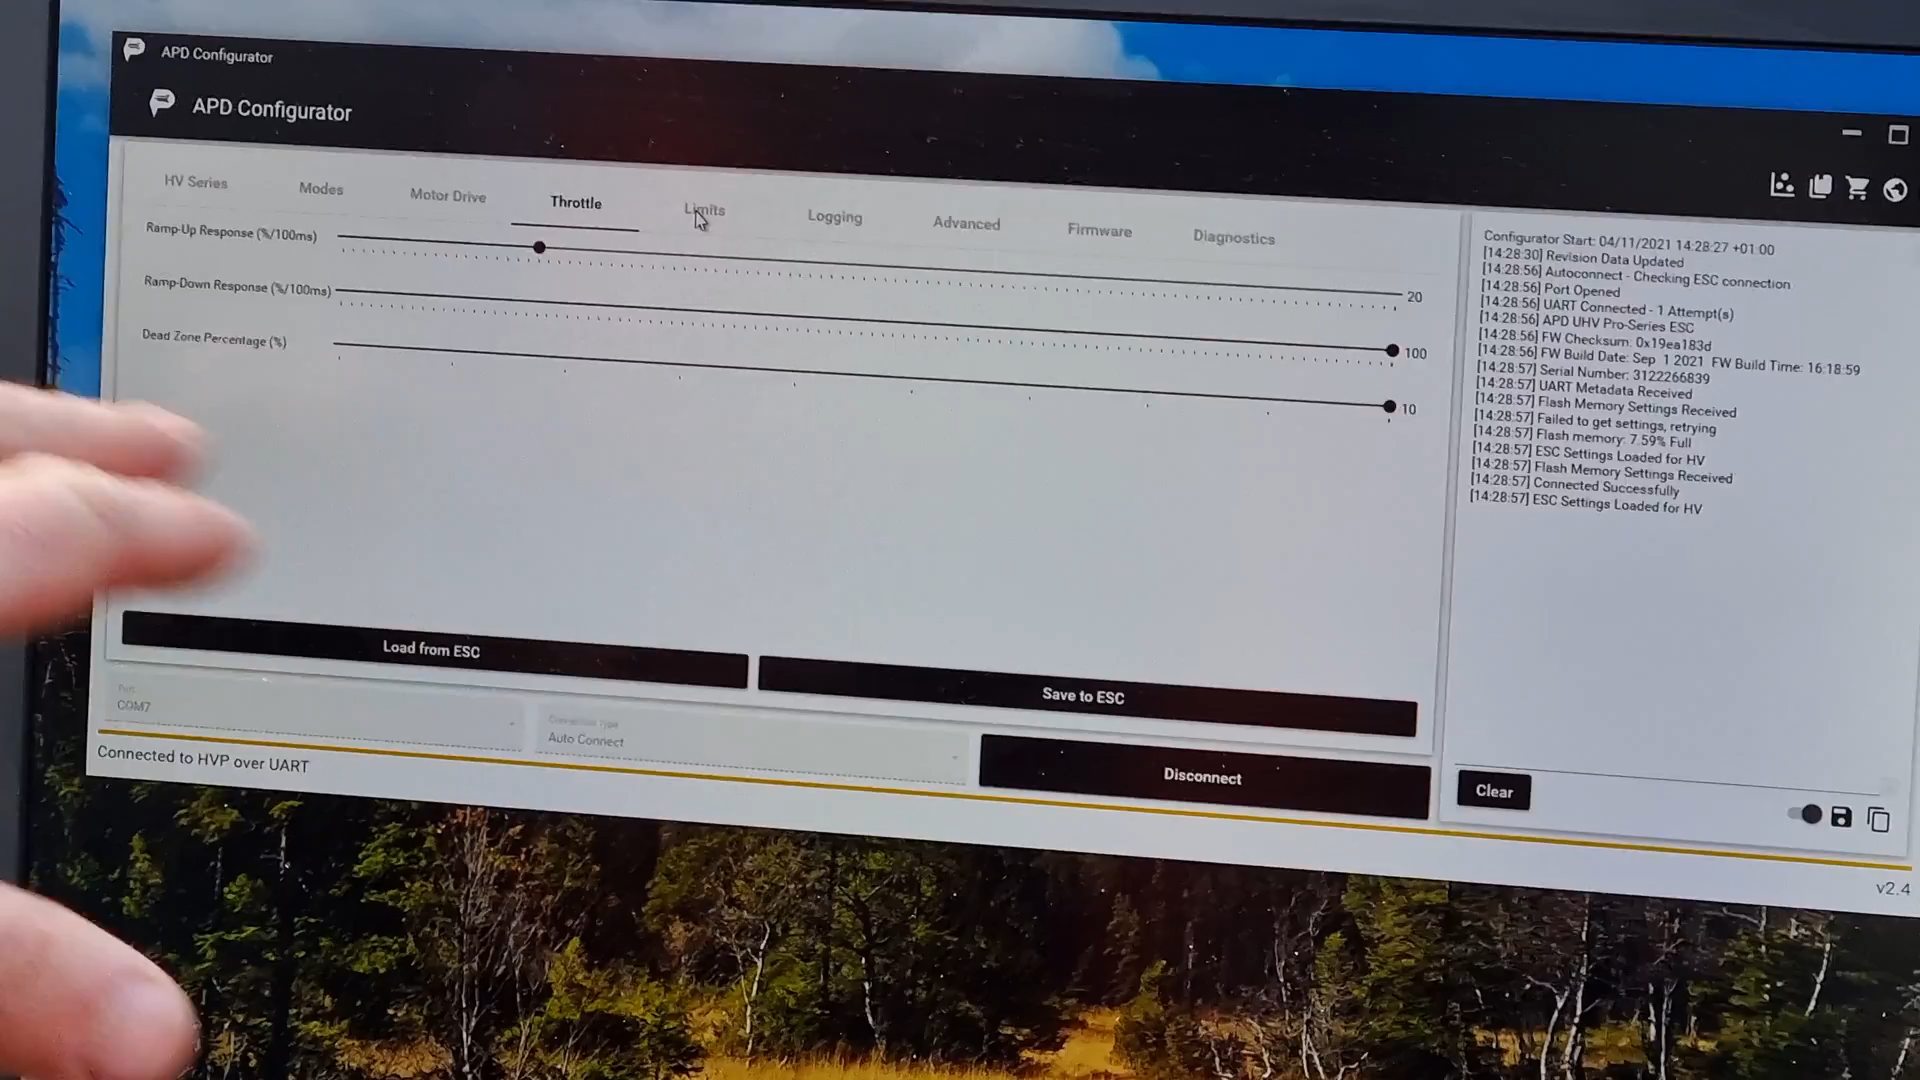 APD Configurator
APD Configurator
HV Series Modes Motor Drive Throttle Limits Logging Advanced Firmware Diagnostics
Ramp-Up Response (%/100ms) 20
Ramp-Down Response (%/100ms) 100
Dead Zone Percentage (%) 10
Load from ESC Save to ESC
Port
COM7
Connection Type
Auto Connect
Disconnect
Connected to HVP over UART
Configurator Start: 04/11/2021 14:28:27 +01:00
[14:28:30] Revision Data Updated
[14:28:56] Autoconnect - Checking ESC connection
[14:28:56] Port Opened
[14:28:56] UART Connected - 1 Attempt(s)
[14:28:56] APD UHV Pro-Series ESC
[14:28:56] FW Checksum: 0x19ea183d
[14:28:56] FW Build Date: Sep 1 2021 FW Build Time: 16:18:59
[14:28:57] Serial Number: 3122266839
[14:28:57] UART Metadata Received
[14:28:57] Flash Memory Settings Received
[14:28:57] Failed to get settings, retrying
[14:28:57] Flash memory: 7.59% Full
[14:28:57] ESC Settings Loaded for HV
[14:28:57] Flash Memory Settings Received
[14:28:57] Connected Successfully
[14:28:57] ESC Settings Loaded for HV
Clear
v2.4